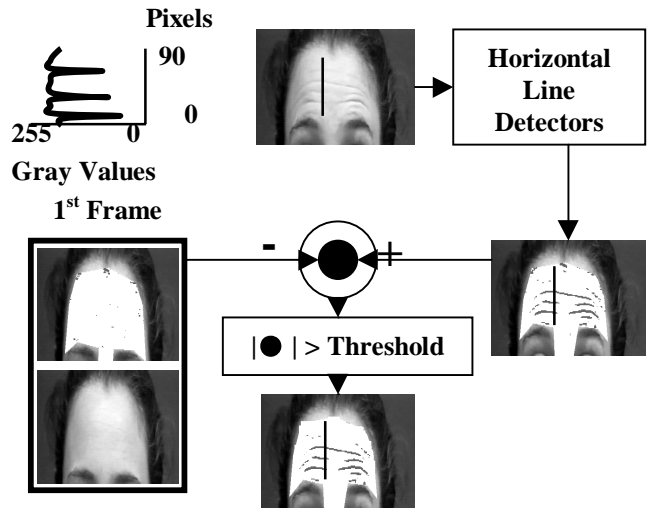 Pixels
90
0
255
0
Gray Values
1st Frame
Horizontal
Line
Detectors
-
+
|● | > Threshold